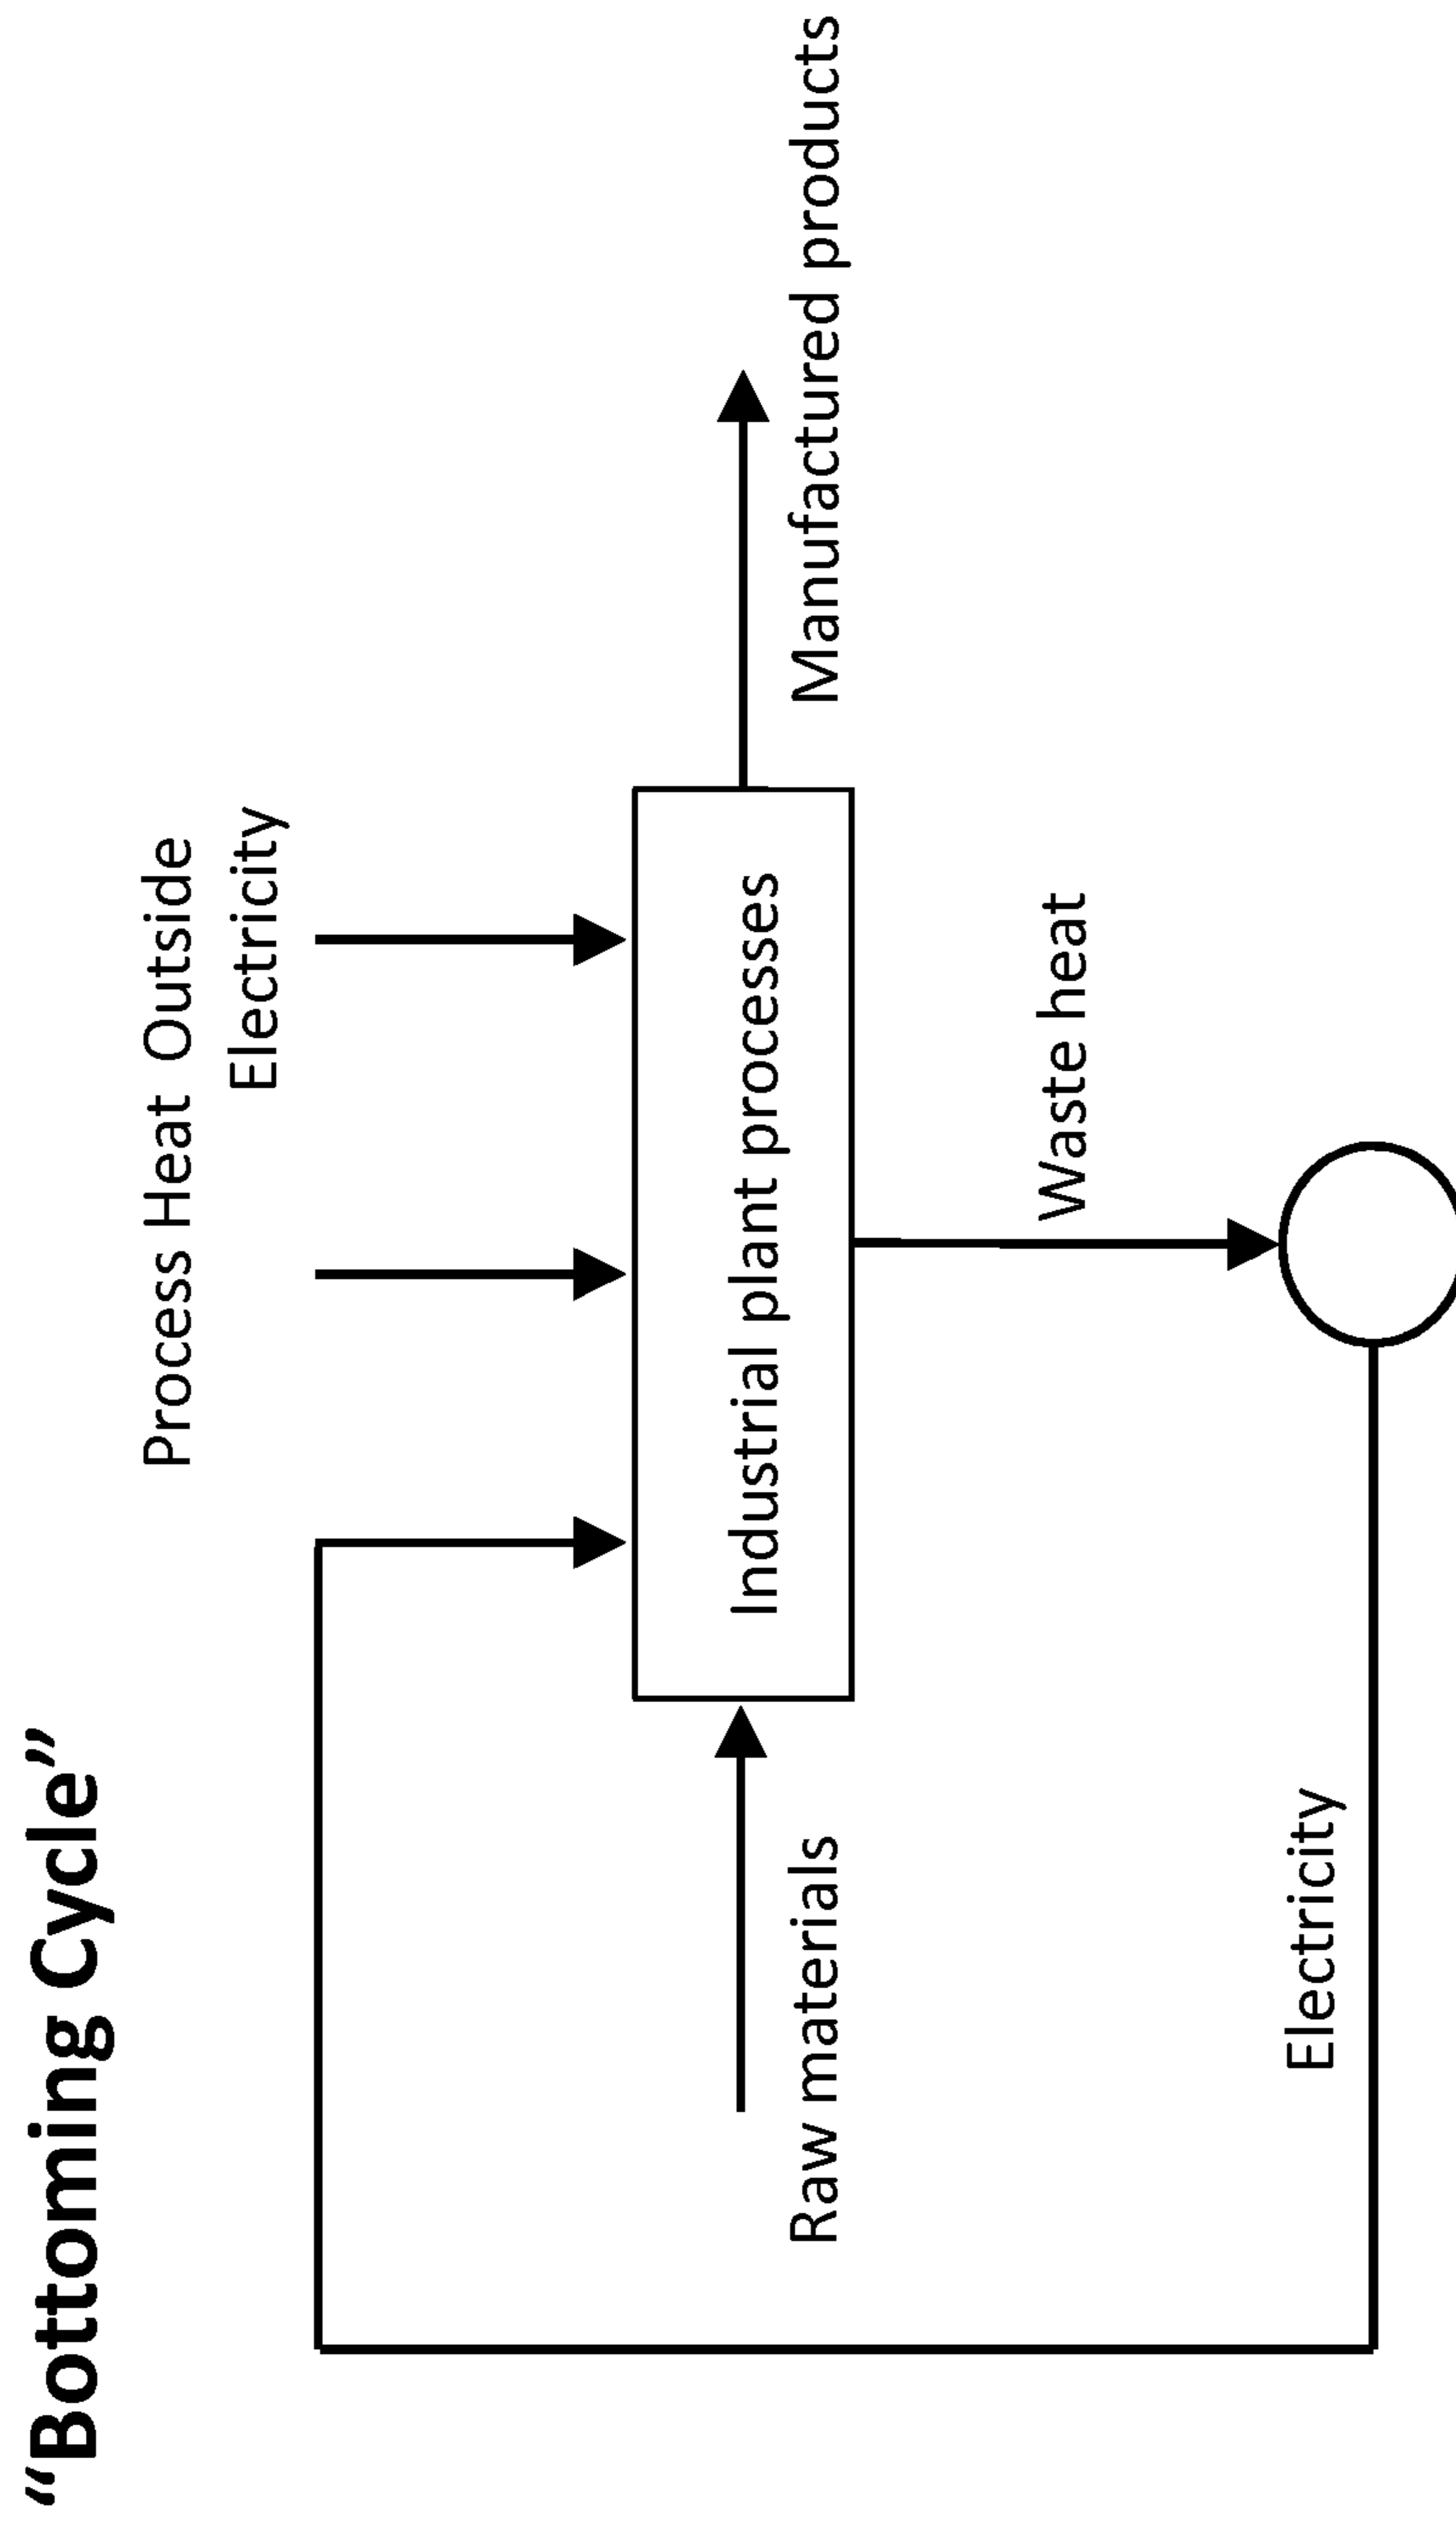 “Bottoming Cycle”
Process Heat Outside
Electricity
Industrial plant processes
Raw materials
Manufactured products
Waste heat
Electricity